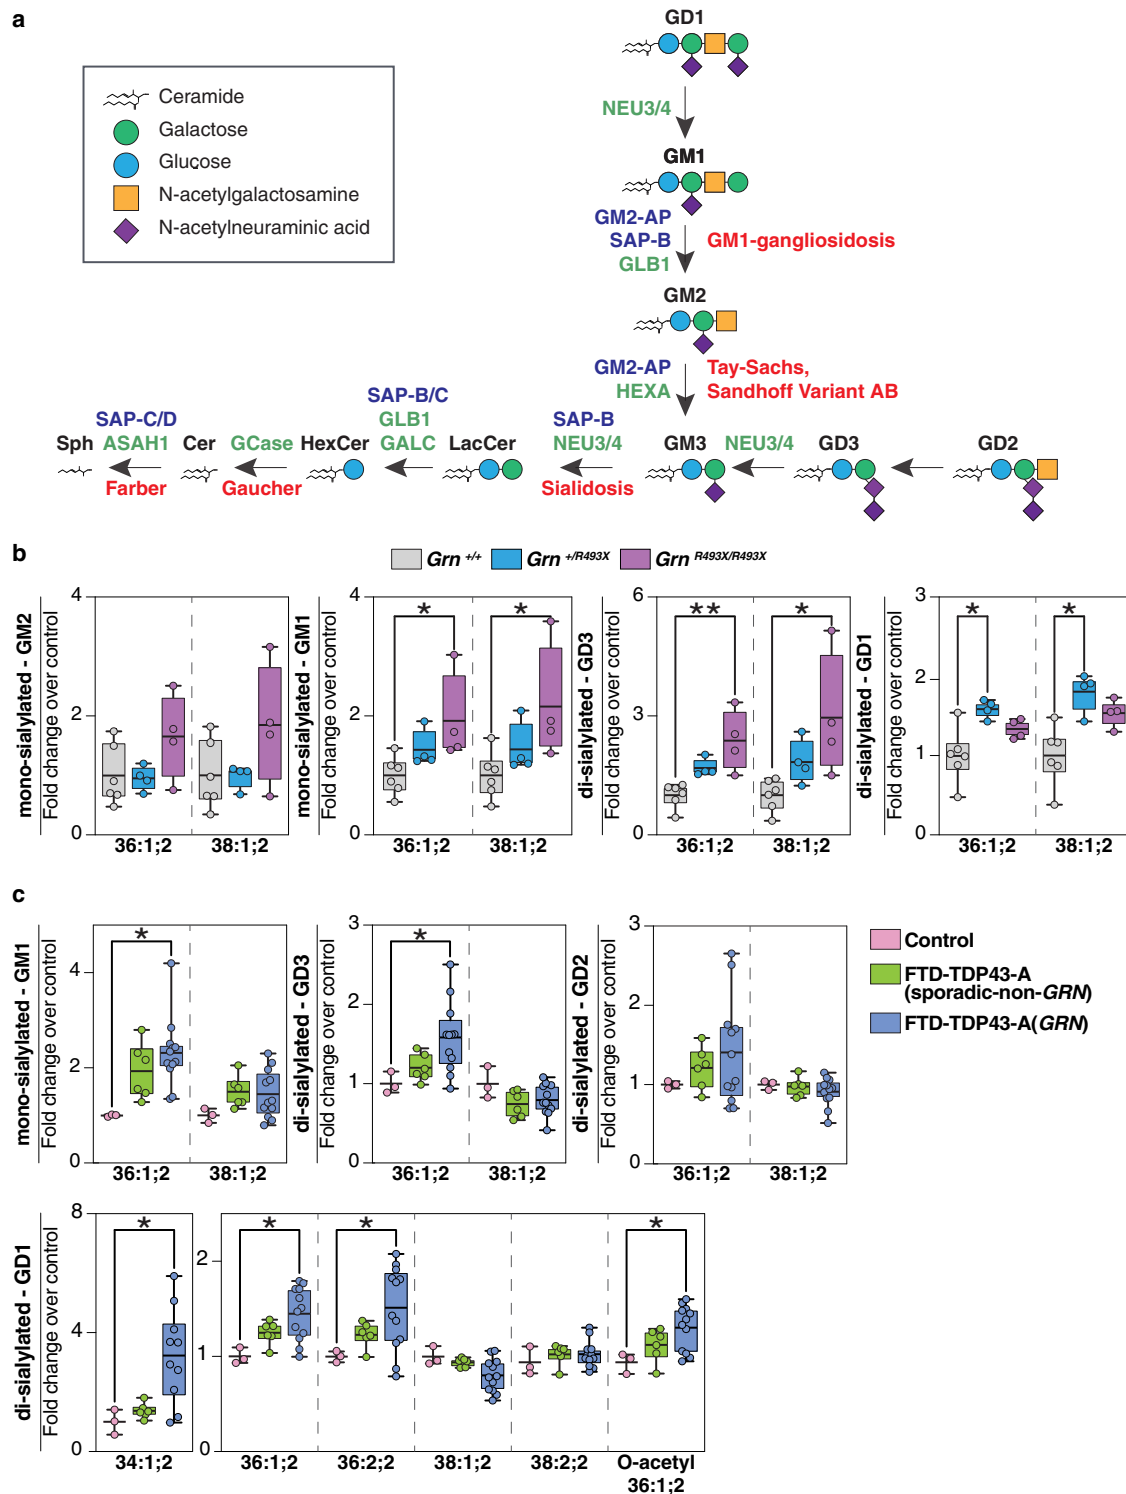 a
GD1
Ceramide
Galactose
Glucose
N-acetylgalactosamine
N-acetylneuraminic acid
NEU3/4
GM1
GM2-AP
SAP-B
GLB1
GM1-gangliosidosis
GM2
GM2-AP
HEXA
Tay-Sachs,
Sandhoff Variant AB
Sph
SAP-C/D
ASAH1
Farber
Cer
GCase
Gaucher
HexCer
SAP-B/C
GLB1
GALC
LacCer
SAP-B
NEU3/4
Sialidosis
GM3
NEU3/4
GD3
GD2
b
Grn +/+
Grn +/R493X
Grn R493X/R493X
mono-sialylated - GM2
Fold change over control
4
2
0
36:1;2
38:1;2
mono-sialylated - GM1
Fold change over control
4
2
0
*
*
36:1;2
38:1;2
di-sialylated - GD3
Fold change over control
6
3
0
**
*
36:1;2
38:1;2
di-sialylated - GD1
Fold change over control
3
2
1
0
*
*
36:1;2
38:1;2
c
mono-sialylated - GM1
Fold change over control
4
2
0
*
36:1;2
38:1;2
di-sialylated - GD3
Fold change over control
3
2
1
0
*
36:1;2
38:1;2
di-sialylated - GD2
Fold change over control
3
2
1
0
36:1;2
38:1;2
Control
FTD-TDP43-A
(sporadic-non-GRN)
FTD-TDP43-A(GRN)
di-sialylated - GD1
Fold change over control
8
4
0
*
34:1;2
2
1
0
*
*
*
36:1;2
36:2;2
38:1;2
38:2;2
O-acetyl
36:1;2